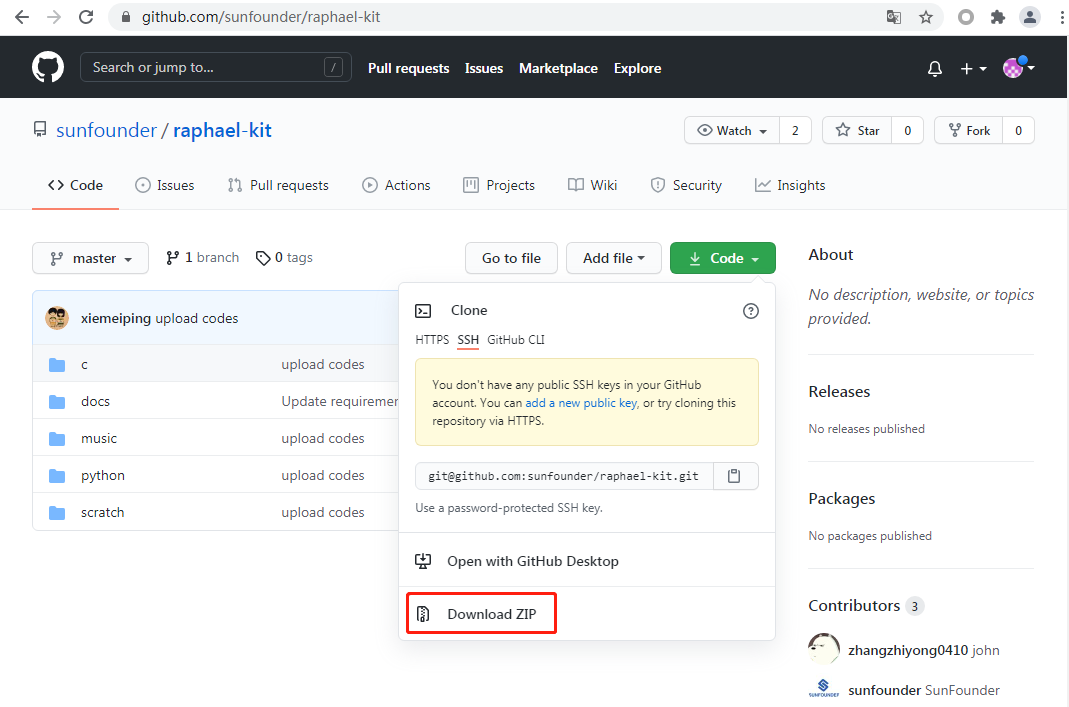 github.com/sunfounder/raphael-kit
Search or jump to...
/
Pull requests
Issues
Marketplace
Explore
sunfounder / raphael-kit
Watch
2
Star
0
Fork
0
Code
Issues
Pull requests
Actions
Projects
Wiki
Security
Insights
master
1 branch
0 tags
Go to file
Add file
Code
xiemeiping upload codes
c
upload codes
docs
Update requiremen
music
upload codes
python
upload codes
scratch
upload codes
Clone
HTTPS
SSH
GitHub CLI
You don't have any public SSH keys in your GitHub
account. You can add a new public key, or try cloning this
repository via HTTPS.
git@github.com:sunfounder/raphael-kit.git
Use a password-protected SSH key.
Open with GitHub Desktop
Download ZIP
About
No description, website, or topics
provided.
Releases
No releases published
Packages
No packages published
Contributors 3
zhangzhiyong0410 john
SUNFOUNDER
sunfounder SunFounder